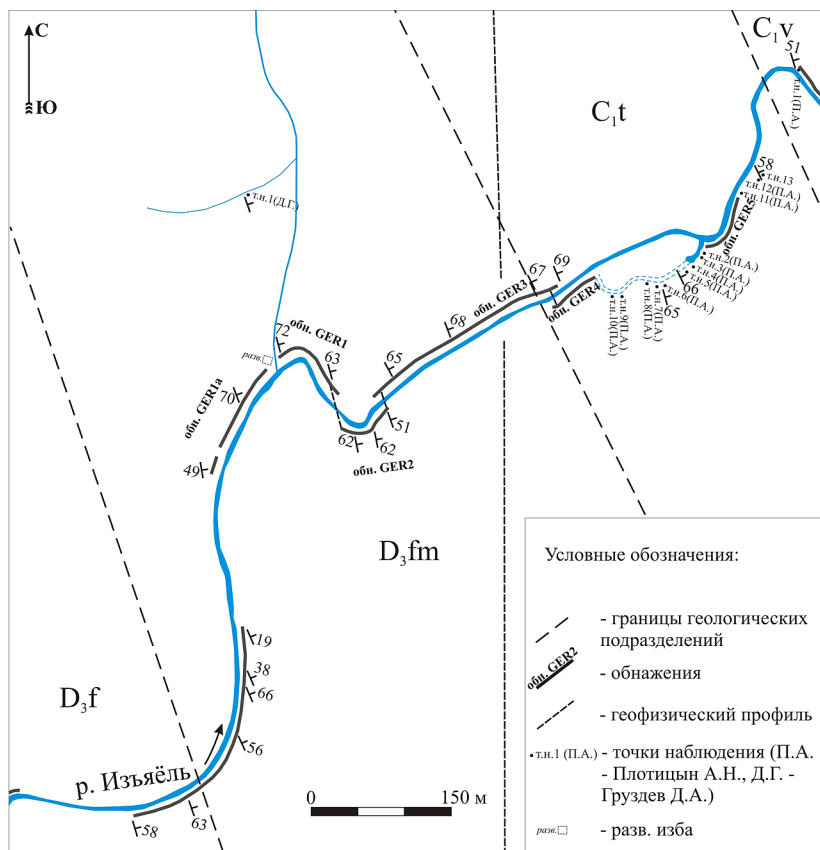 С
Ю
C₁v
51
т.н.1(П.А.)
C₁t
58
т.н.13
т.н.12(П.А.)
т.н.11(П.А.)
обн. GER5
т.н.1(Д.Г.)
т.н.2(П.А.)
т.н.3(П.А.)
т.н.4(П.А.)
т.н.5(П.А.)
66
т.н.6(П.А.)
65
т.н.7(П.А.)
т.н.8(П.А.)
т.н.9(П.А.)
т.н.10(П.А.)
69
67
обн. GER3
обн. GER4
68
72
обн. GER1
63
65
разв.
обн. GER1а
70
51
62
62
обн. GER2
49
D₃fm
19
38
66
D₃f
56
р. Изъяёль
58
63
0
150 м
Условные обозначения:
- границы геологических
подразделений
обн. GER2
- обнажения
- геофизический профиль
т.н.1 (П.А.)
- точки наблюдения (П.А.
- Плотицын А.Н., Д.Г. -
Груздев Д.А.)
разв.
- разв. изба